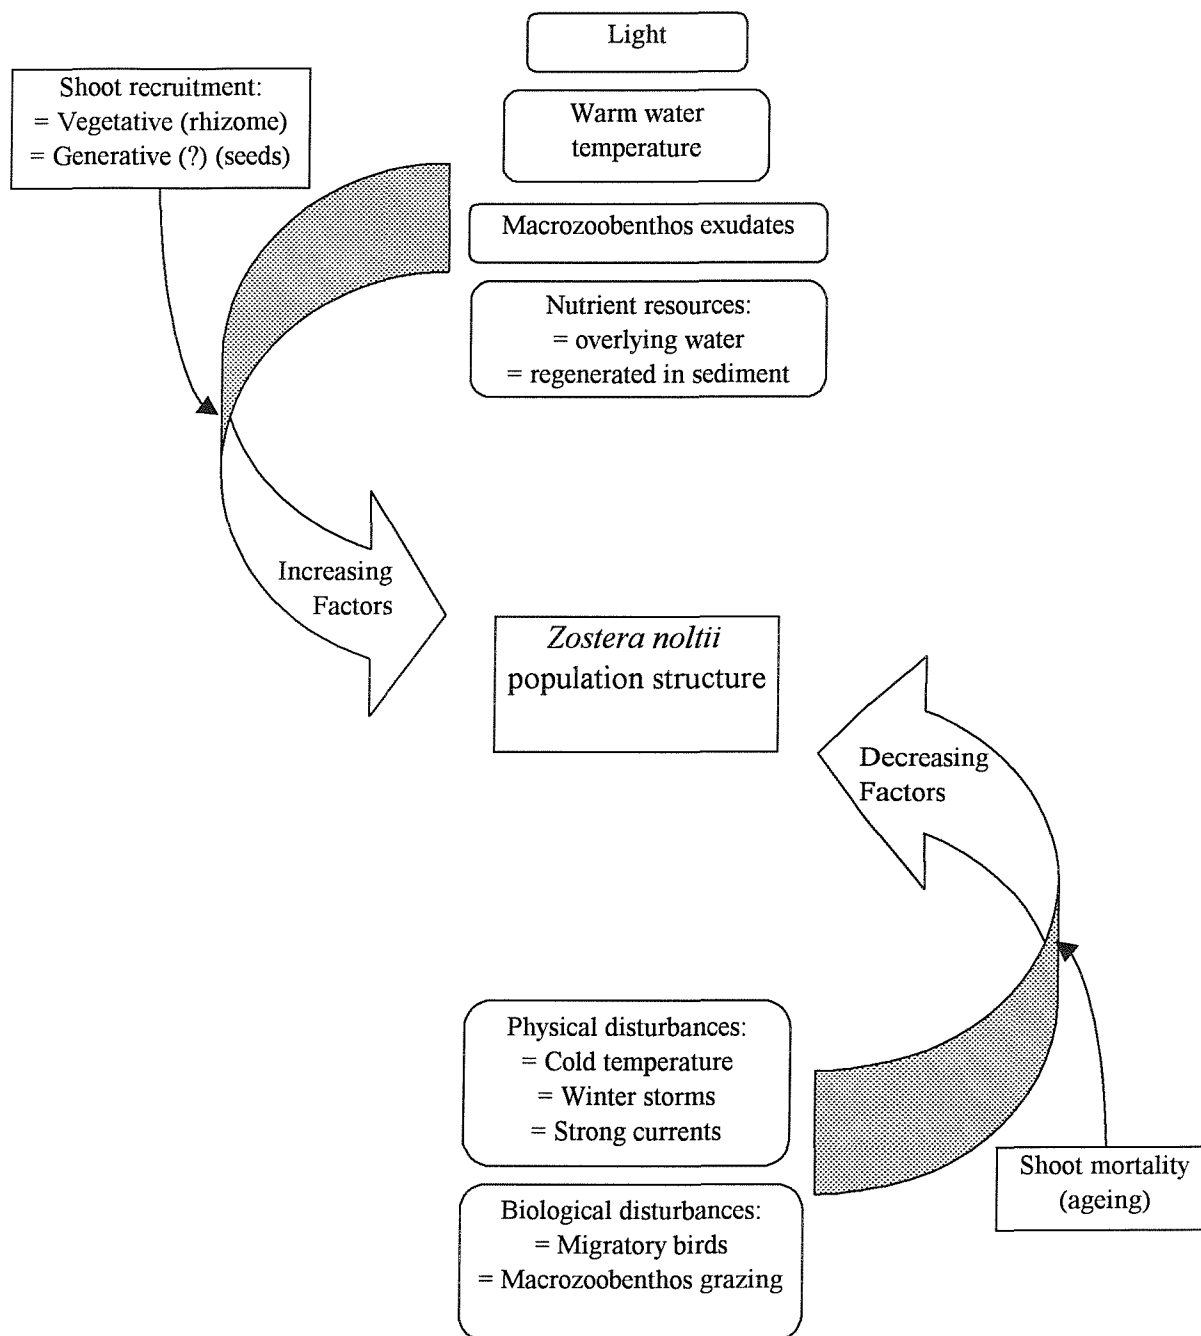 Light
Shoot recruitment:
= Vegetative (rhizome)
= Generative (?) (seeds)
Warm water
temperature
Macrozoobenthos exudates
Nutrient resources:
= overlying water
= regenerated in sediment
Increasing
Factors
Zostera noltii
population structure
Decreasing
Factors
Physical disturbances:
= Cold temperature
= Winter storms
= Strong currents
Shoot mortality
(ageing)
Biological disturbances:
= Migratory birds
= Macrozoobenthos grazing